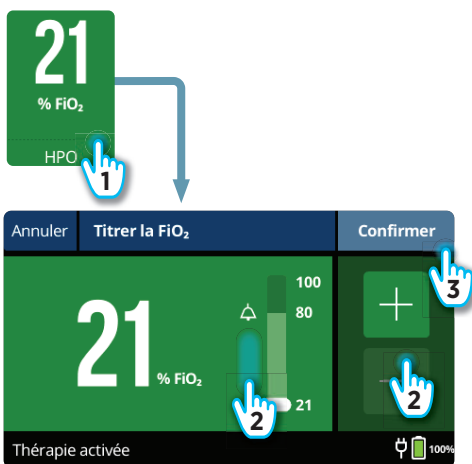 21
% FiO₂
HPO
1
Annuler Titrer la FiO₂ Confirmer
3
100
80
21 % FiO₂
21
2
2
Thérapie activée 100%